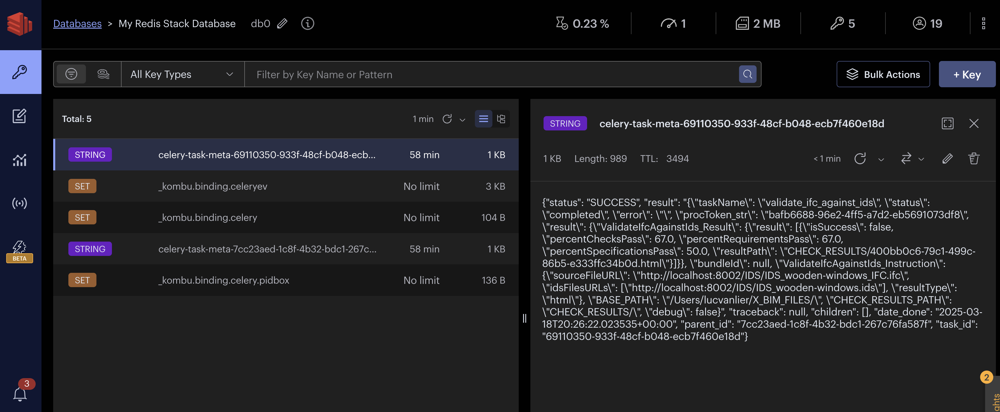 Databases > My Redis Stack Database db0
0.23 % 1 2 MB 5 19
All Key Types Filter by Key Name or Pattern Bulk Actions + Key
Total: 5 1 min
STRING celery-task-meta-69110350-933f-48cf-b048-ecb... 58 min 1 KB
SET _kombu.binding.celeryev No limit 3 KB
SET _kombu.binding.celery No limit 104 B
STRING celery-task-meta-7cc23aed-1c8f-4b32-bdc1-267c... 58 min 1 KB
SET _kombu.binding.celery.pidbox No limit 136 B
BETA
3
STRING celery-task-meta-69110350-933f-48cf-b048-ecb7f460e18d
1 KB Length: 989 TTL: 3494 < 1 min
{"status": "SUCCESS", "result": "{\"taskName\": \"validate_ifc_against_ids\", \"status\":
\"completed\", \"error\": \"\", \"procToken_str\": \"bafb6688-96e2-4ff5-a7d2-eb5691073df8\",
\"result\": {\"ValidateIfcAgainstIds_Result\": {\"result\": [{\"isSuccess\": false,
\"percentChecksPass\": 67.0, \"percentRequirementsPass\": 67.0,
\"percentSpecificationsPass\": 50.0, \"resultPath\": \"CHECK_RESULTS/400bb0c6-79c1-499c-
86b5-e333ffc34b0d.html\"}]}}, \"bundleId\": null, \"ValidateIfcAgainstIds_Instruction\":
{\"sourceFileURL\": \"http://localhost:8002/IDS/IDS_wooden-windows_IFC.ifc\",
\"idsFilesURLs\": [\"http://localhost:8002/IDS/IDS_wooden-windows.ids\"], \"resultType\":
\"html\"}, \"BASE_PATH\": \"/Users/lucvanlier/X_BIM_FILES/\", \"CHECK_RESULTS_PATH\":
\"CHECK_RESULTS/\", \"debug\": false}", "traceback": null, "children": [], "date_done": "2025-03-
18T20:26:22.023535+00:00", "parent_id": "7cc23aed-1c8f-4b32-bdc1-267c76fa587f", "task_id":
"69110350-933f-48cf-b048-ecb7f460e18d"}
2
ghts